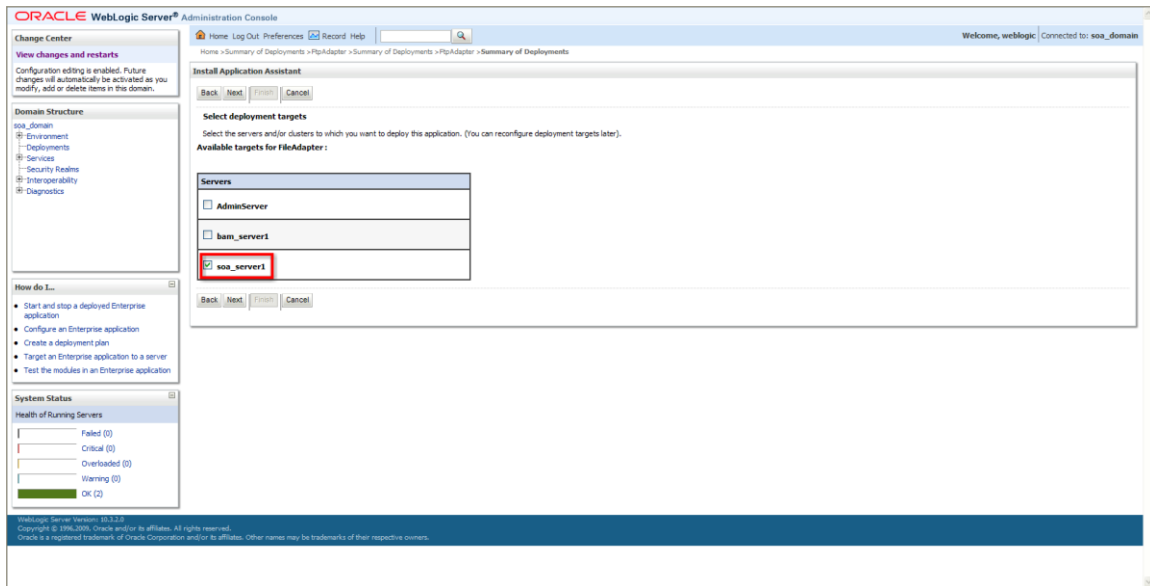 ORACLE WebLogic Server® Administration Console
Change Center
View changes and restarts
Configuration editing is enabled. Future
changes will automatically be activated as you
modify, add or delete items in this domain.
Domain Structure
soa_domain
Environment
Deployments
Services
Security Realms
Interoperability
Diagnostics
How do I...
Start and stop a deployed Enterprise
application
Configure an Enterprise application
Create a deployment plan
Target an Enterprise application to a server
Test the modules in an Enterprise application
System Status
Health of Running Servers
Failed (0)
Critical (0)
Overloaded (0)
Warning (0)
OK (2)
Home Log Out Preferences Record Help
Welcome, weblogic Connected to: soa_domain
Home >Summary of Deployments >FtpAdapter >Summary of Deployments >FtpAdapter >Summary of Deployments
Install Application Assistant
Back Next Finish Cancel
Select deployment targets
Select the servers and/or clusters to which you want to deploy this application. (You can reconfigure deployment targets later).
Available targets for FileAdapter :
Servers
AdminServer
bam_server1
soa_server1
Back Next Finish Cancel
WebLogic Server Version: 10.3.2.0
Copyright © 1996,2009, Oracle and/or its affiliates. All rights reserved.
Oracle is a registered trademark of Oracle Corporation and/or its affiliates. Other names may be trademarks of their respective owners.